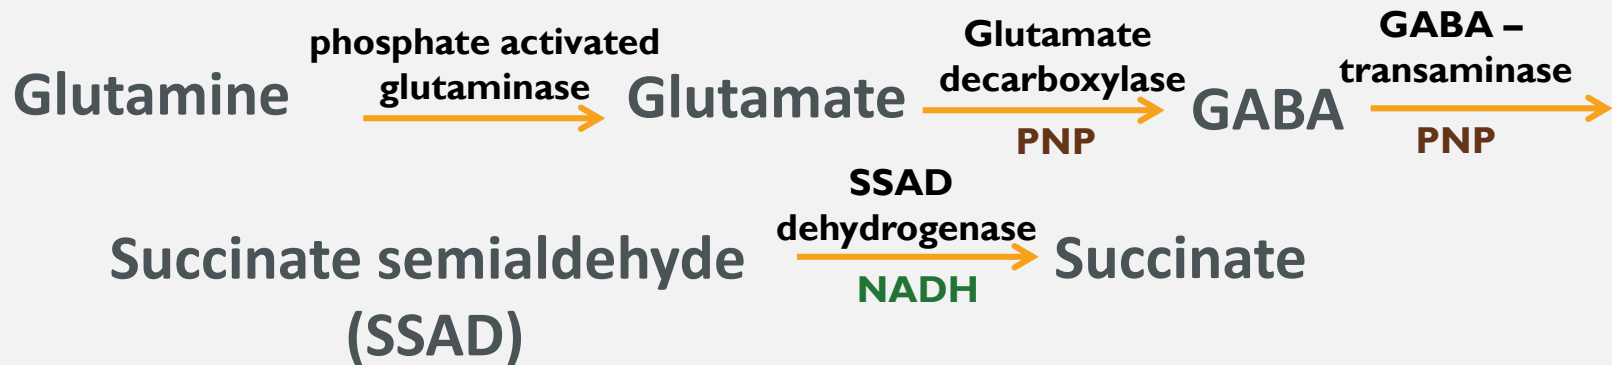 Glutamine
phosphate activated
glutaminase
Glutamate
Glutamate
decarboxylase
PNP
GABA
GABA –
transaminase
PNP
Succinate semialdehyde
(SSAD)
SSAD
dehydrogenase
NADH
Succinate